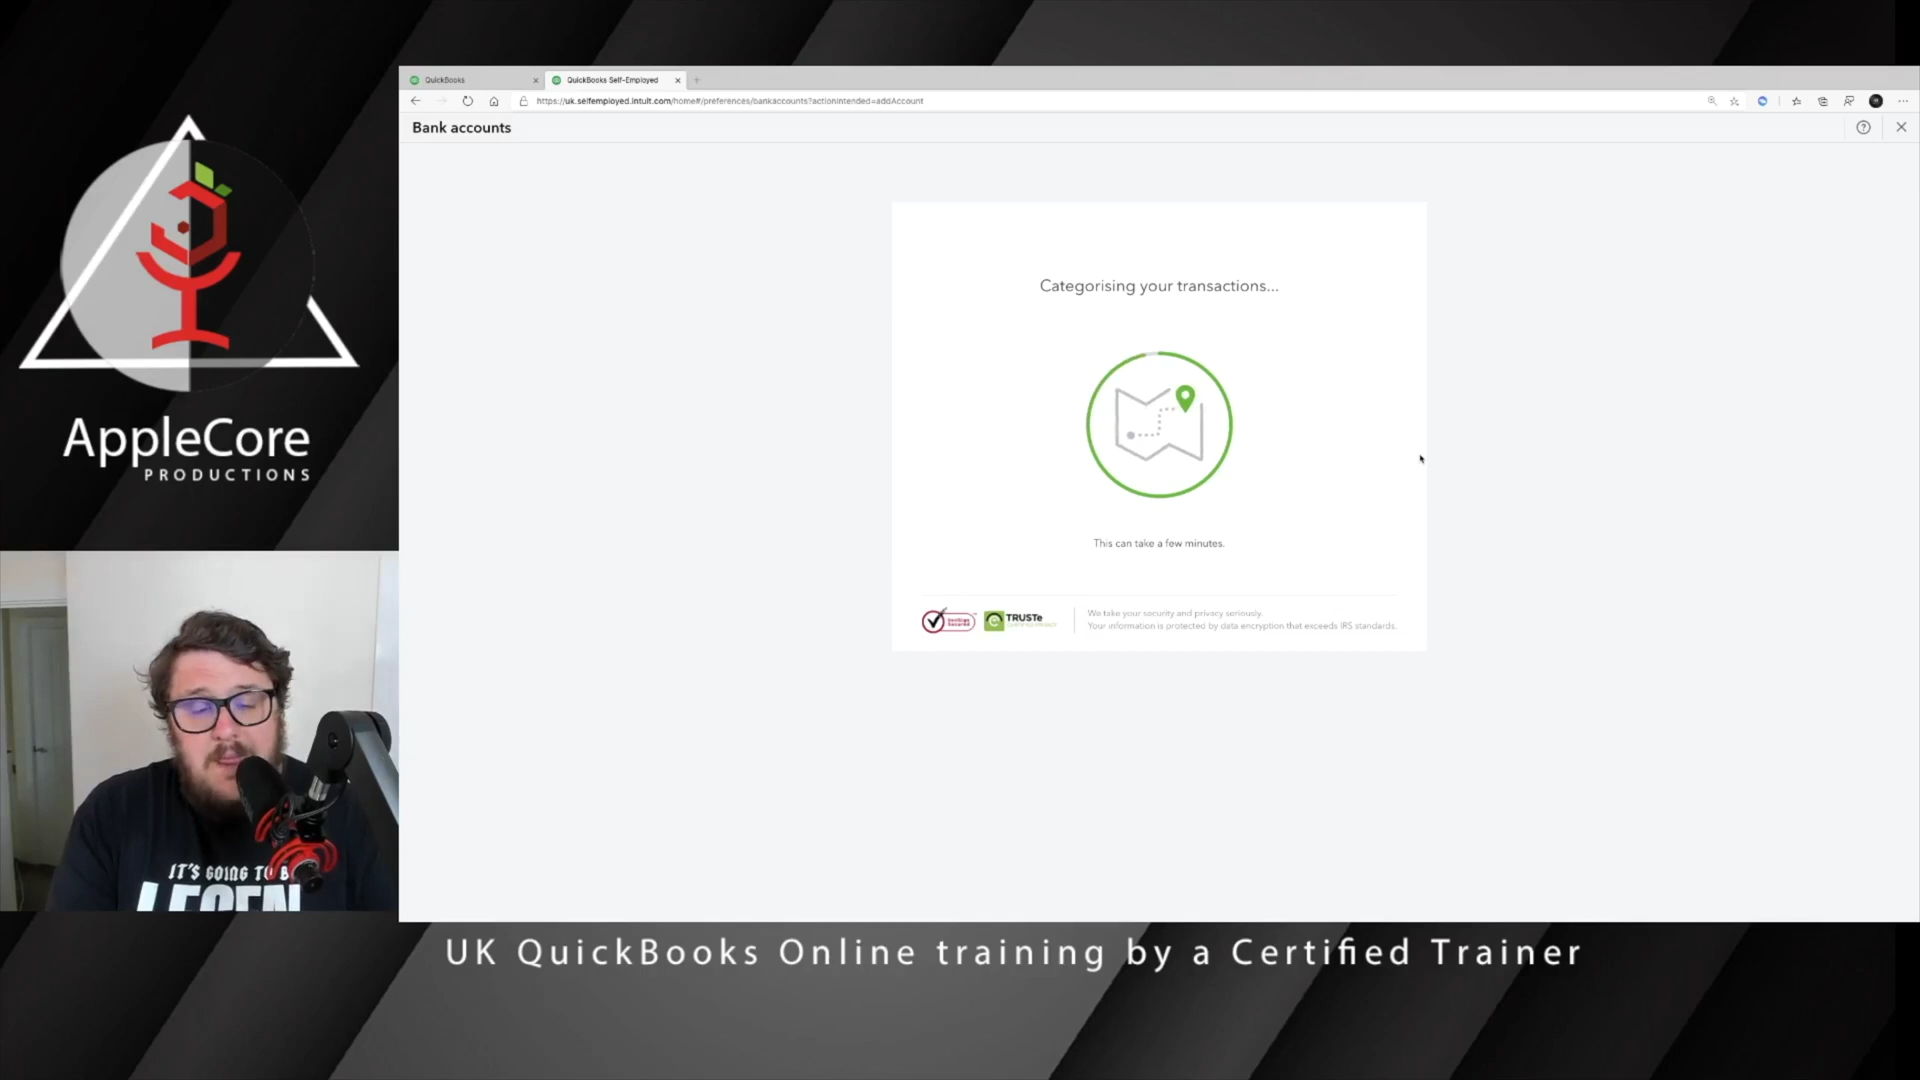 QuickBooks
QuickBooks Self-Employed
https://uk.selfemployed.intuit.com/home#/preferences/bankaccounts?actionIntended=addAccount
Bank accounts
Categorising your transactions...
This can take a few minutes.
TRUSTe
We take your security and privacy seriously.
Your information is protected by data encryption that exceeds IRS standards.
AppleCore
PRODUCTIONS
IT'S GOING TO B
LEGEN
UK QuickBooks Online training by a Certified Trainer